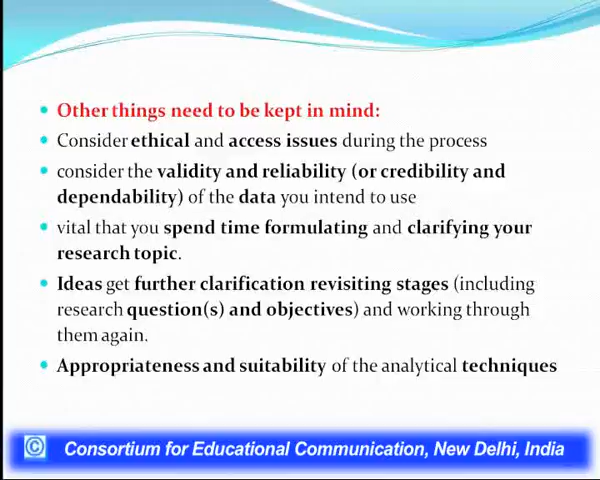 Other things need to be kept in mind:
Consider ethical and access issues during the process
consider the validity and reliability (or credibility and
dependability) of the data you intend to use
vital that you spend time formulating and clarifying your
research topic.
Ideas get further clarification revisiting stages (including
research question(s) and objectives) and working through
them again.
Appropriateness and suitability of the analytical techniques
© Consortium for Educational Communication, New Delhi, India